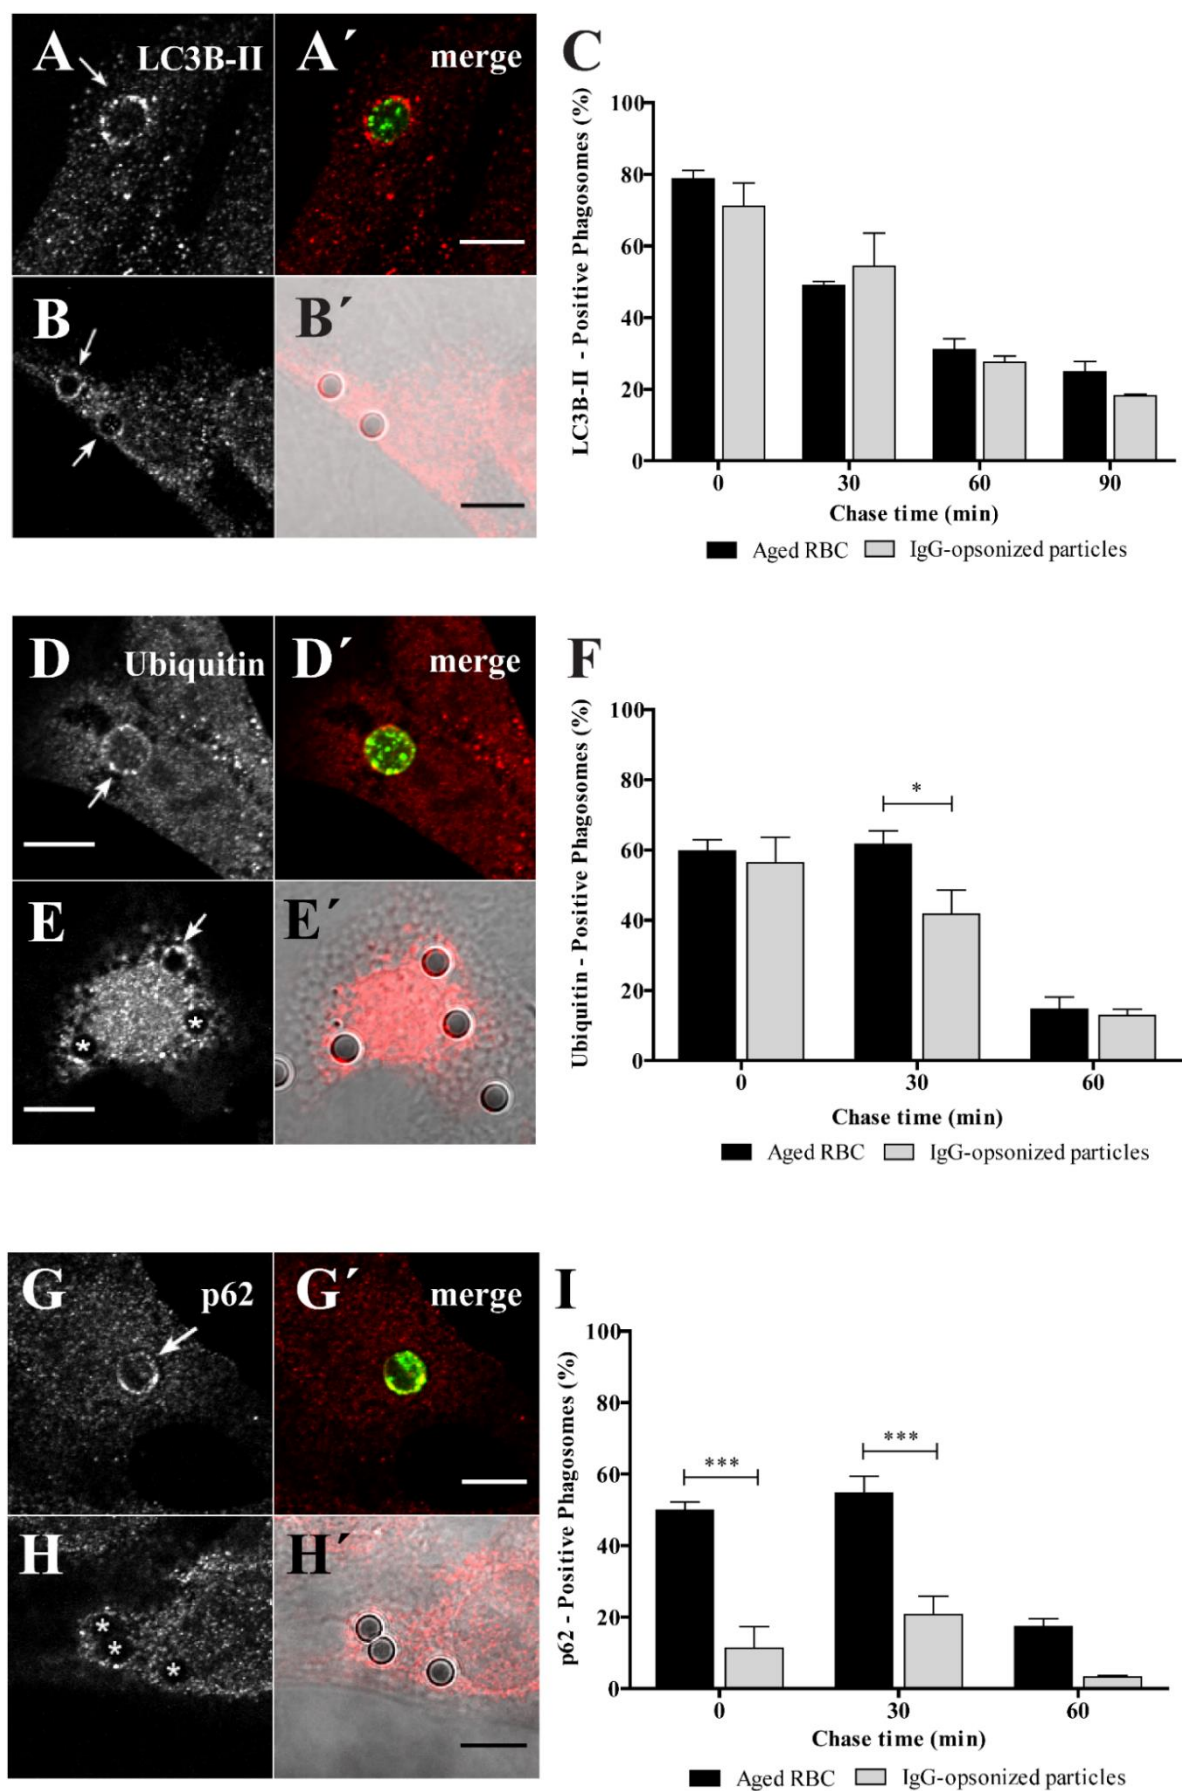 A LC3B-II A´ merge
B B´
C
LC3B-II - Positive Phagosomes (%)
100
80
60
40
20
0
0 30 60 90
Chase time (min)
Aged RBC IgG-opsonized particles
D Ubiquitin D´ merge
E E´
* *
F
Ubiquitin - Positive Phagosomes (%)
100
80
60
40
20
0
*
0 30 60
Chase time (min)
Aged RBC IgG-opsonized particles
G p62 G´ merge
H H´
* * *
I
p62 - Positive Phagosomes (%)
100
80
60
40
20
0
*** ***
0 30 60
Chase time (min)
Aged RBC IgG-opsonized particles